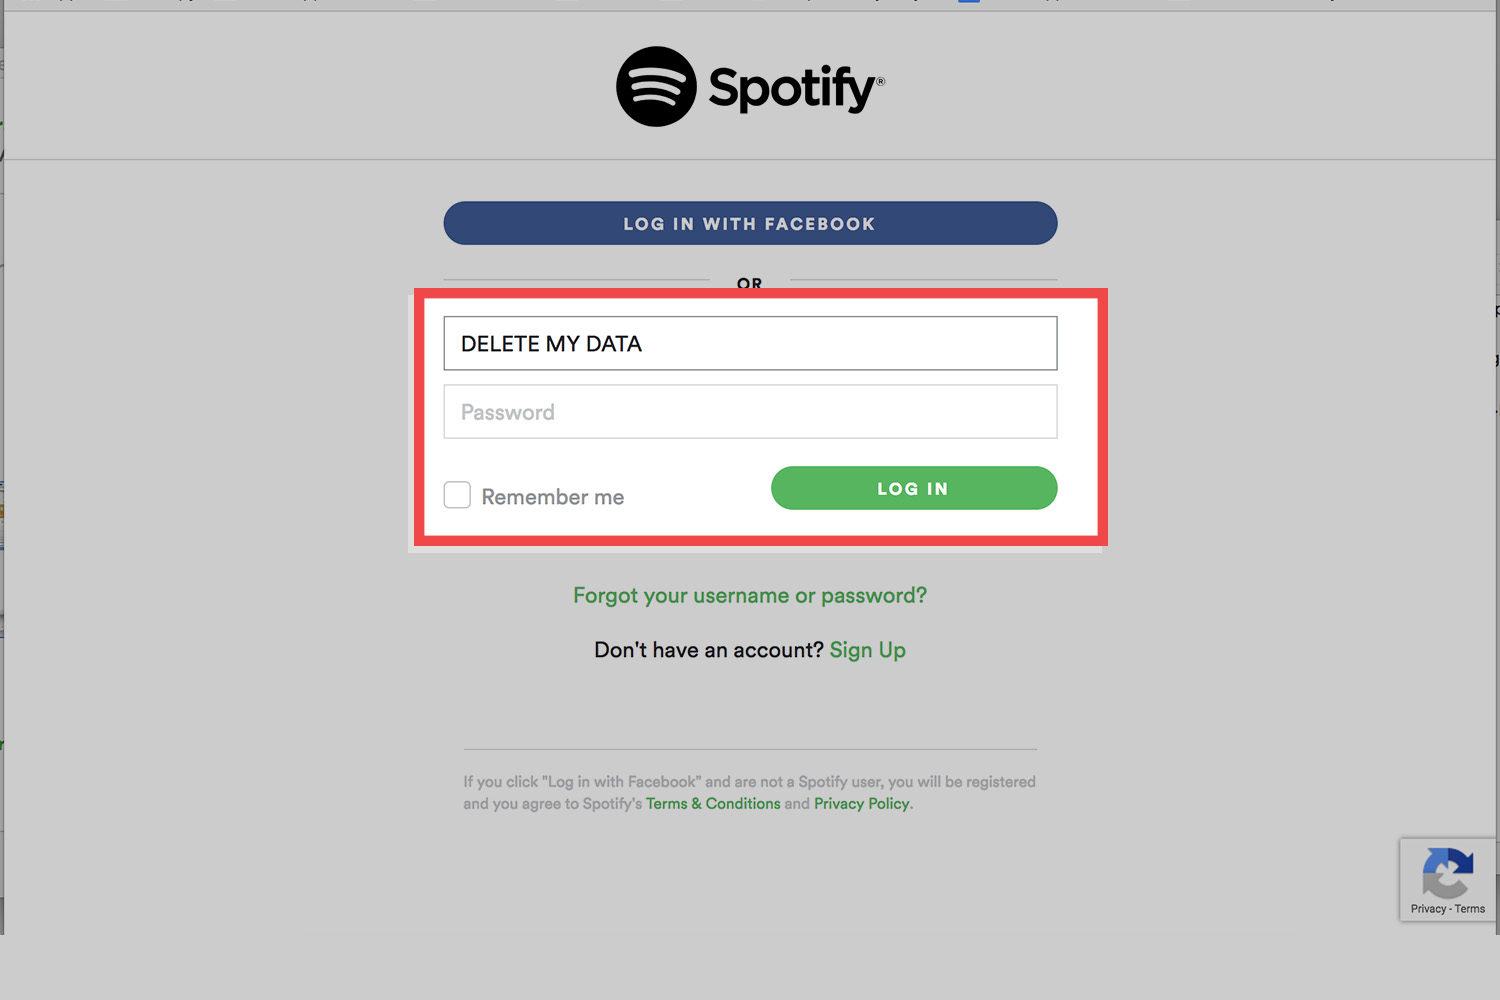 Spotify®
LOG IN WITH FACEBOOK
OR
DELETE MY DATA
Password
Remember me
LOG IN
Forgot your username or password?
Don't have an account? Sign Up
If you click "Log in with Facebook" and are not a Spotify user, you will be registered
and you agree to Spotify's Terms & Conditions and Privacy Policy.
Privacy - Terms